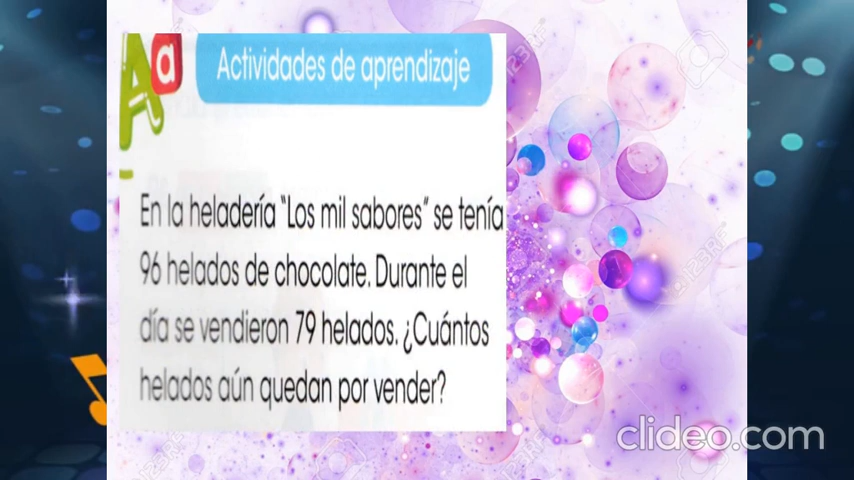 Aa
Actividades de aprendizaje
En la heladería "Los mil sabores" se tenía
96 helados de chocolate. Durante el
día se vendieron 79 helados. ¿Cuántos
helados aún quedan por vender?
clideo.com
123RF